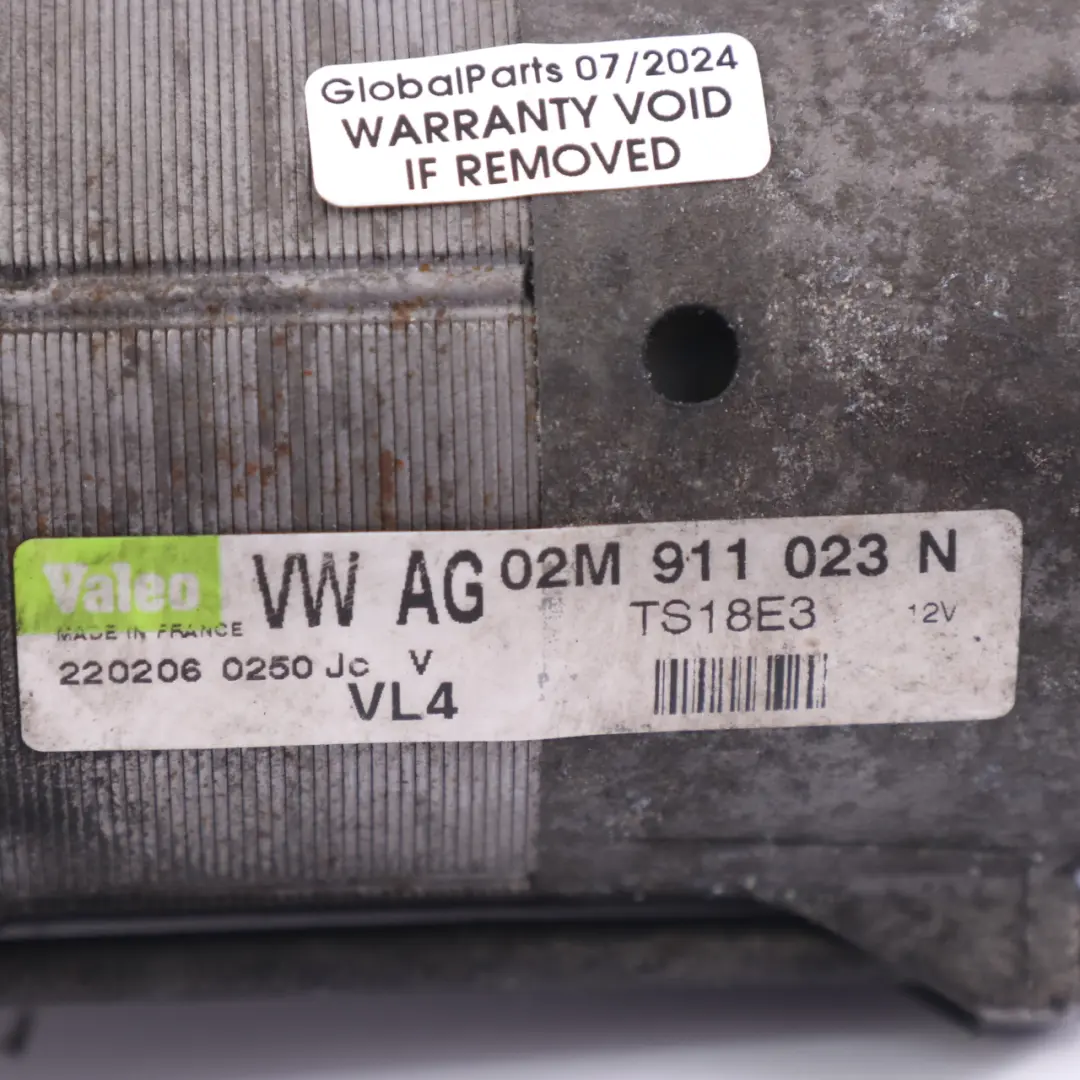 GlobalParts 07/2024
WARRANTY VOID
IF REMOVED
Valeo VW AG 02M 911 023 N
MADE IN FRANCE TS18E3 12V
220206 0250 Jc V
VL4